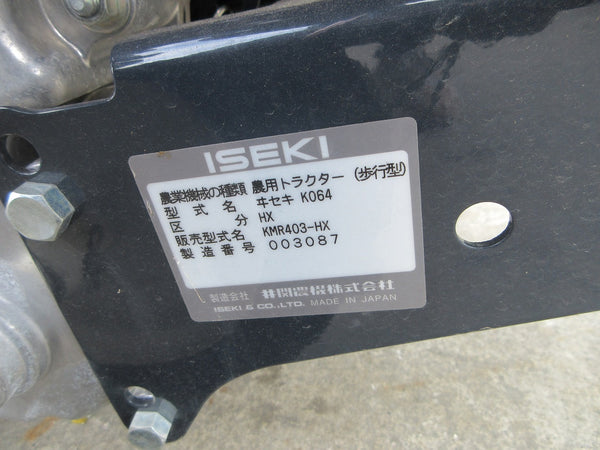 ISEKI
農業機械の種類 農用トラクター(歩行型)
型式名 ヰセキ K064
区分 HX
販売型式名 KMR403-HX
製造番号 003087
製造会社 井関農機株式会社
ISEKI & CO.,LTD. MADE IN JAPAN